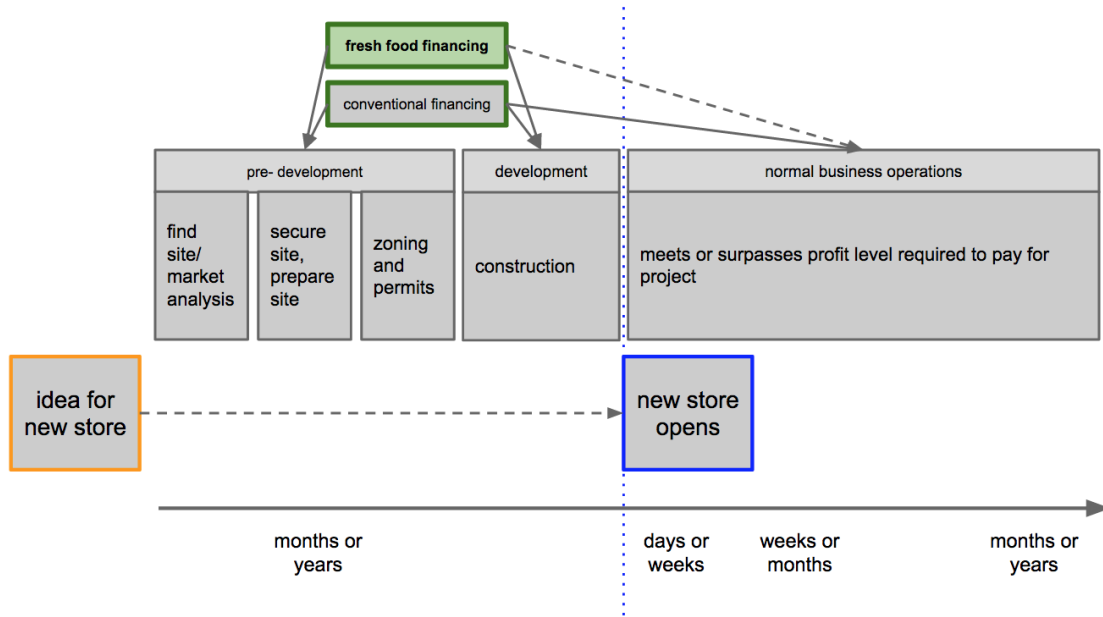 fresh food financing
conventional financing
pre- development
development
normal business operations
find
site/
market
analysis
secure
site,
prepare
site
zoning
and
permits
construction
meets or surpasses profit level required to pay for
project
idea for
new store
new store
opens
months or
years
days or
weeks
weeks or
months
months or
years